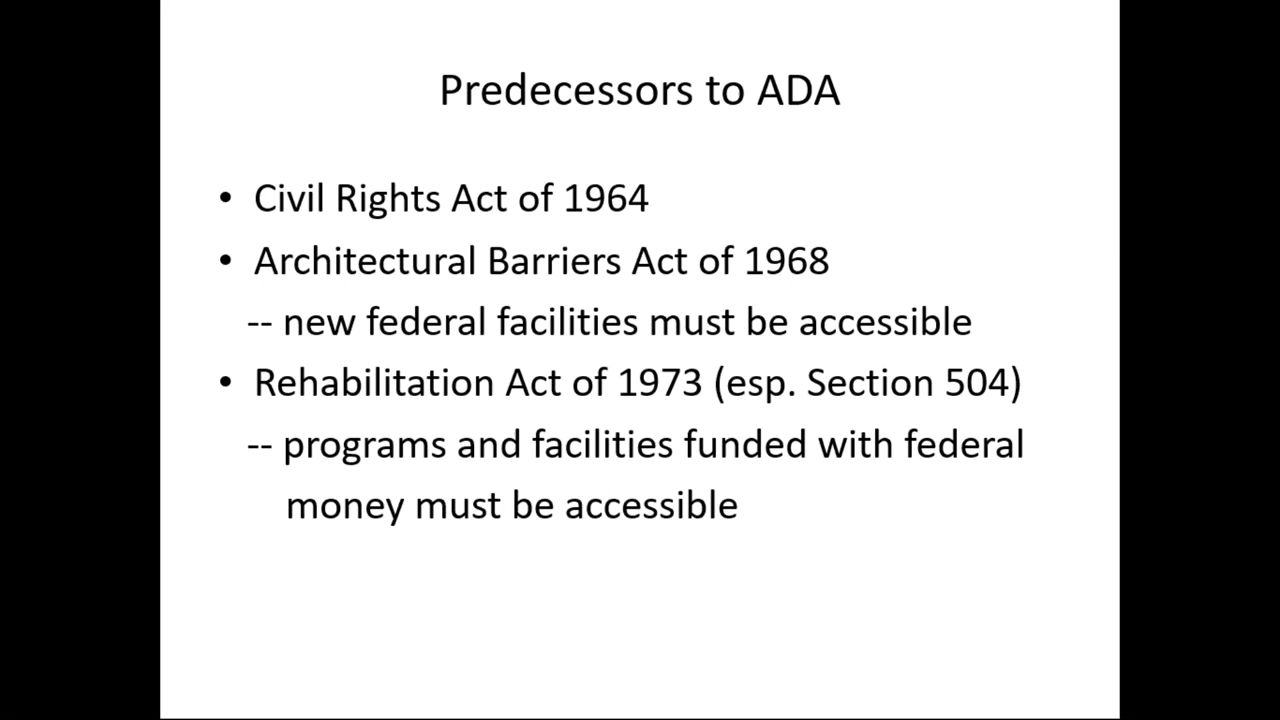 Predecessors to ADA
• Civil Rights Act of 1964
• Architectural Barriers Act of 1968
-- new federal facilities must be accessible
• Rehabilitation Act of 1973 (esp. Section 504)
-- programs and facilities funded with federal
money must be accessible